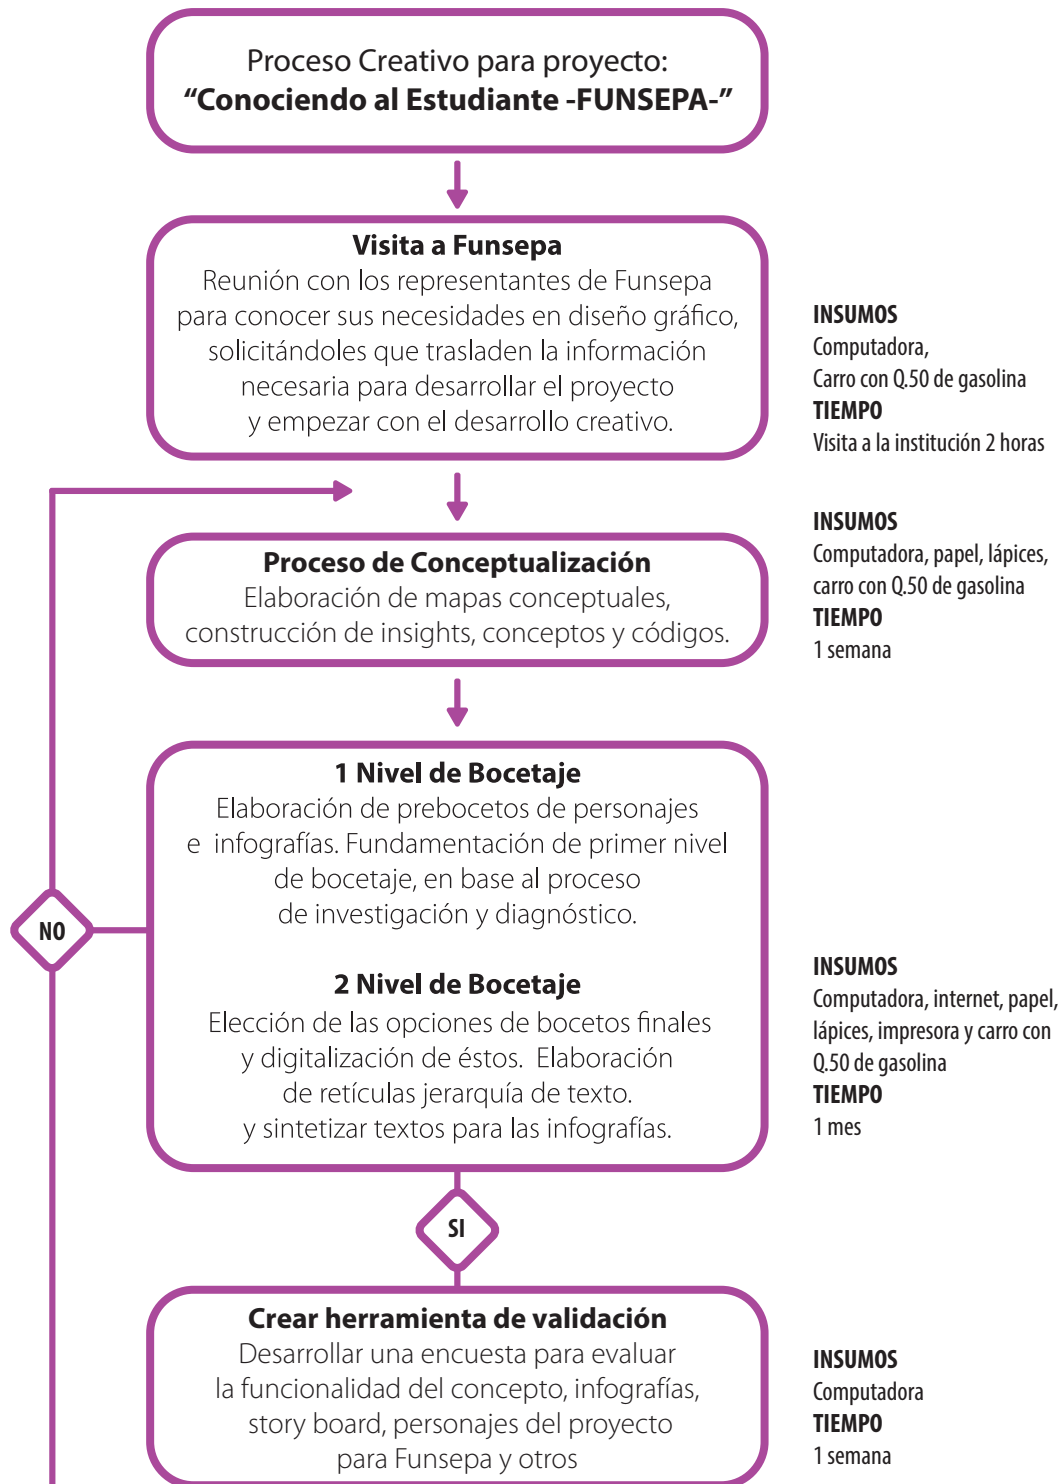 Proceso Creativo para proyecto:
“Conociendo al Estudiante -FUNSEPA-”
Visita a Funsepa
Reunión con los representantes de Funsepa
para conocer sus necesidades en diseño gráfico,
solicitándoles que trasladen la información
necesaria para desarrollar el proyecto
y empezar con el desarrollo creativo.
INSUMOS
Computadora,
Carro con Q.50 de gasolina
TIEMPO
Visita a la institución 2 horas
Proceso de Conceptualización
Elaboración de mapas conceptuales,
construcción de insights, conceptos y códigos.
INSUMOS
Computadora, papel, lápices,
carro con Q.50 de gasolina
TIEMPO
1 semana
1 Nivel de Bocetaje
Elaboración de prebocetos de personajes
e infografías. Fundamentación de primer nivel
de bocetaje, en base al proceso
de investigación y diagnóstico.
NO
2 Nivel de Bocetaje
Elección de las opciones de bocetos finales
y digitalización de éstos. Elaboración
de retículas jerarquía de texto.
y sintetizar textos para las infografías.
INSUMOS
Computadora, internet, papel,
lápices, impresora y carro con
Q.50 de gasolina
TIEMPO
1 mes
SI
Crear herramienta de validación
Desarrollar una encuesta para evaluar
la funcionalidad del concepto, infografías,
story board, personajes del proyecto
para Funsepa y otros
INSUMOS
Computadora
TIEMPO
1 semana